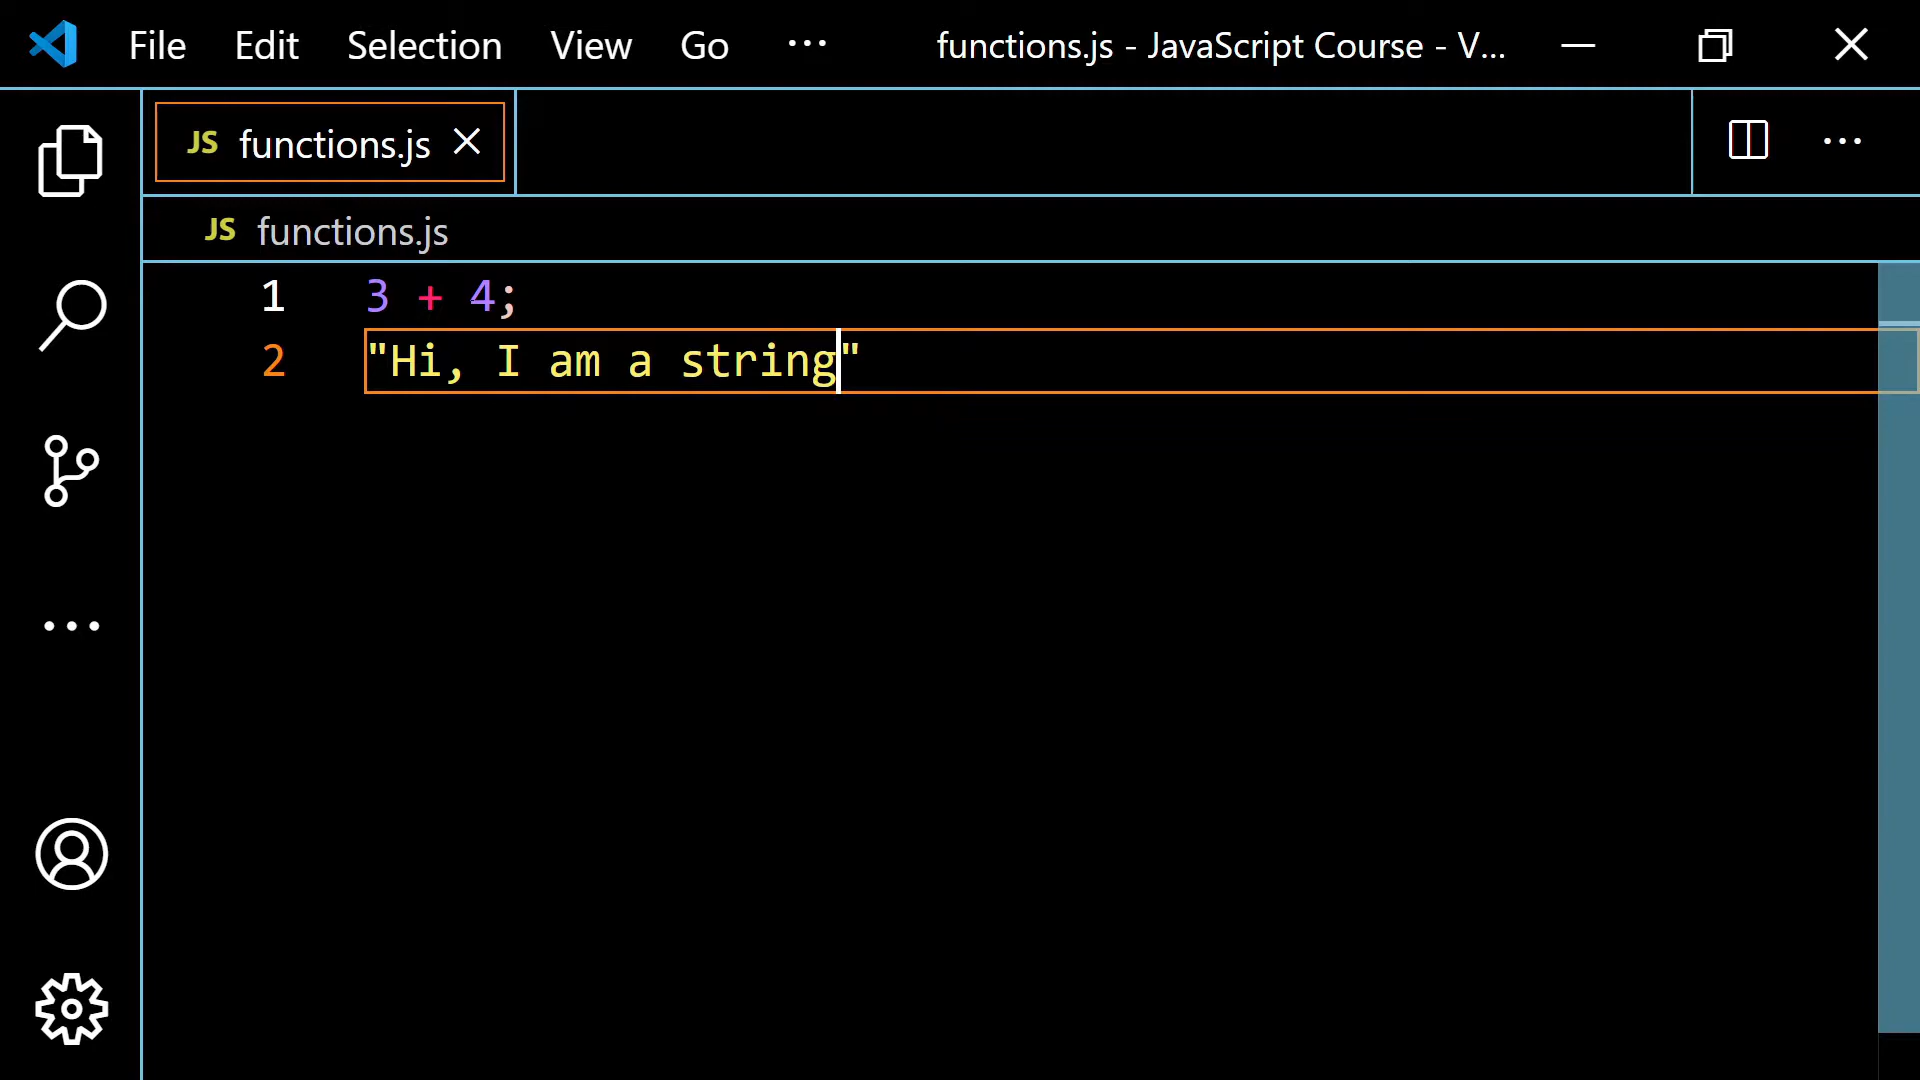 File Edit Selection View Go ··· functions.js - JavaScript Course - V...
JS functions.js
JS functions.js
1 3 + 4;
2 "Hi, I am a string"